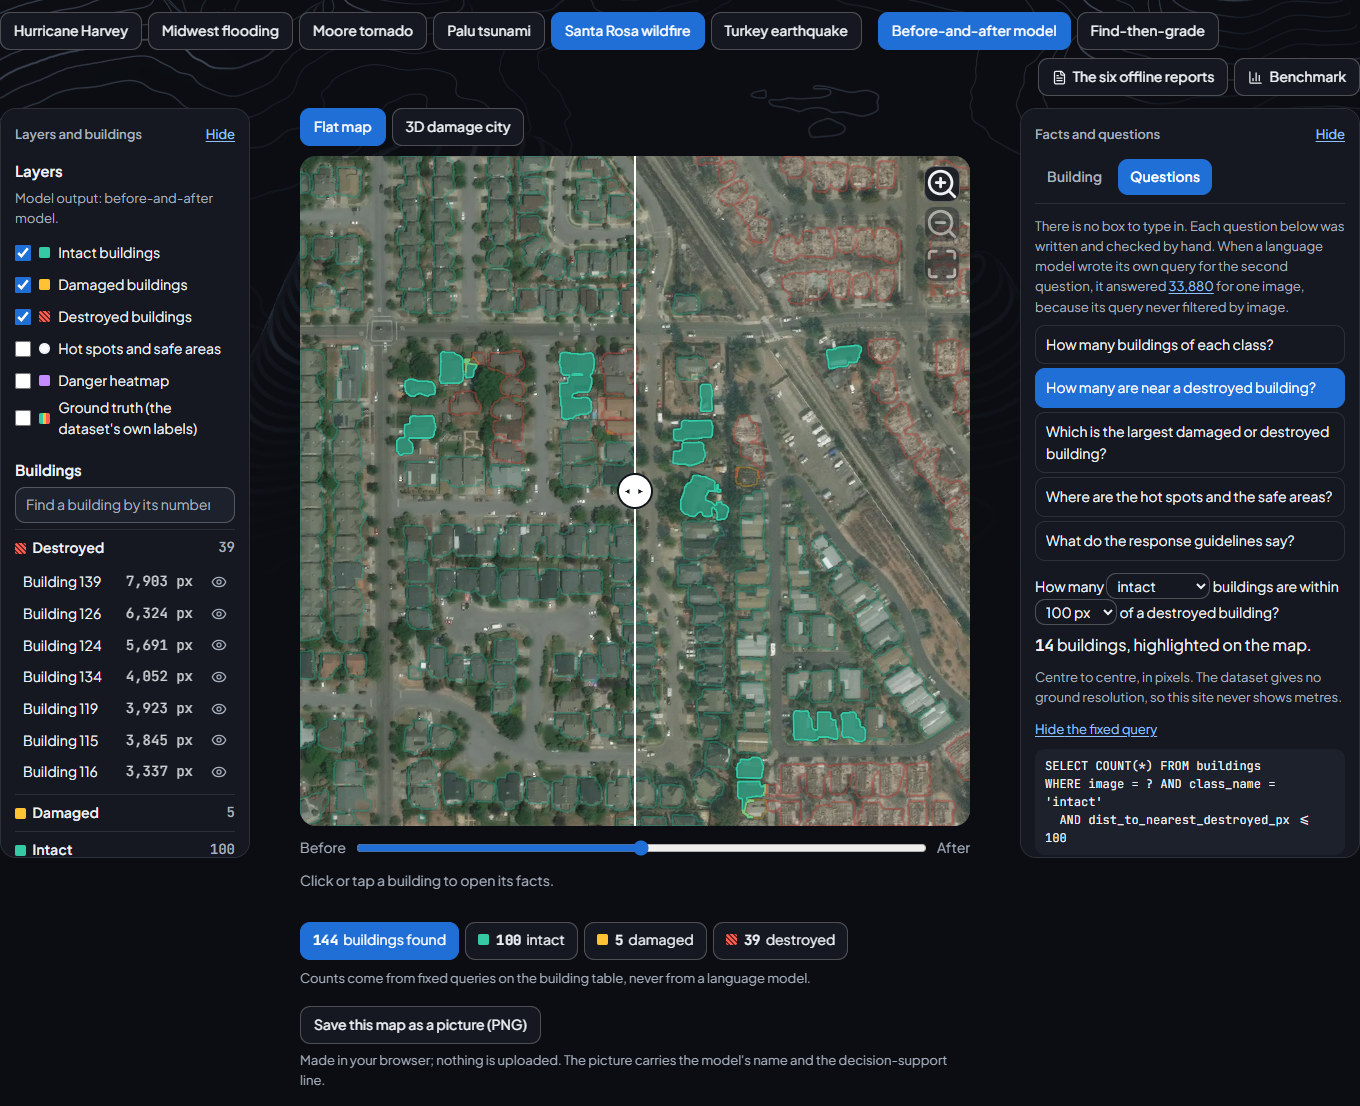 Hurricane Harvey
Midwest flooding
Moore tornado
Palu tsunami
Santa Rosa wildfire
Turkey earthquake
Before-and-after model
Find-then-grade
The six offline reports
Benchmark
Layers and buildings
Hide
Layers
Model output: before-and-after
model.
Intact buildings
Damaged buildings
Destroyed buildings
Hot spots and safe areas
Danger heatmap
Ground truth (the
dataset's own labels)
Buildings
Find a building by its number
Destroyed 39
Building 139 7,903 px
Building 126 6,324 px
Building 124 5,691 px
Building 134 4,052 px
Building 119 3,923 px
Building 115 3,845 px
Building 116 3,337 px
Damaged 5
Intact 100
Flat map
3D damage city
Before
After
Click or tap a building to open its facts.
144 buildings found
100 intact
5 damaged
39 destroyed
Counts come from fixed queries on the building table, never from a language model.
Save this map as a picture (PNG)
Made in your browser; nothing is uploaded. The picture carries the model's name and the decision-support
line.
Facts and questions
Hide
Building
Questions
There is no box to type in. Each question below was
written and checked by hand. When a language
model wrote its own query for the second
question, it answered 33,880 for one image,
because its query never filtered by image.
How many buildings of each class?
How many are near a destroyed building?
Which is the largest damaged or destroyed
building?
Where are the hot spots and the safe areas?
What do the response guidelines say?
How many intact buildings are within
100 px of a destroyed building?
14 buildings, highlighted on the map.
Centre to centre, in pixels. The dataset gives no
ground resolution, so this site never shows metres.
Hide the fixed query
SELECT COUNT(*) FROM buildings
WHERE image = ? AND class_name =
'intact'
AND dist_to_nearest_destroyed_px <=
100